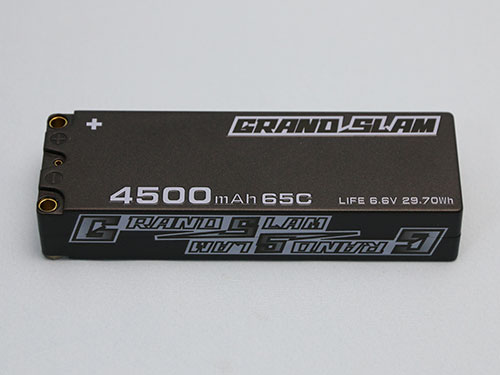 +
GRAND SLAM
4500mAh 65C
LIFE 6.6V 29.70Wh
GRAND SLAM
GRAND SLAM